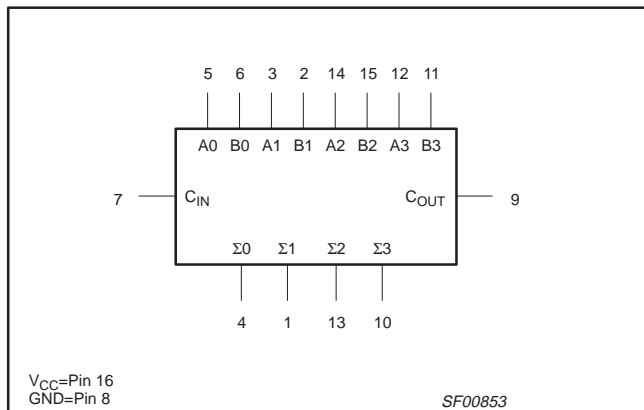 5 6 3 2 14 15 12 11
A0 B0 A1 B1 A2 B2 A3 B3
7 CIN COUT 9
Σ0 Σ1 Σ2 Σ3
4 1 13 10
VCC=Pin 16
GND=Pin 8
SF00853